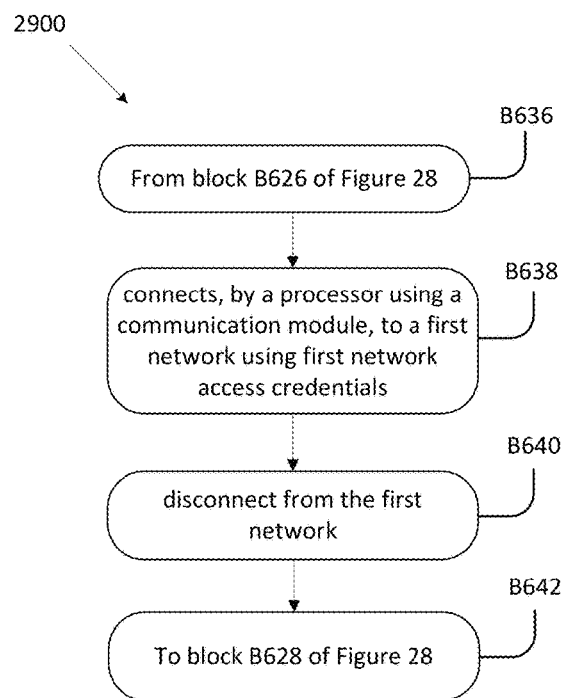 2900
B636
From block B626 of Figure 28
B638
connects, by a processor using a
communication module, to a first
network using first network
access credentials
B640
disconnect from the first
network
B642
To block B628 of Figure 28